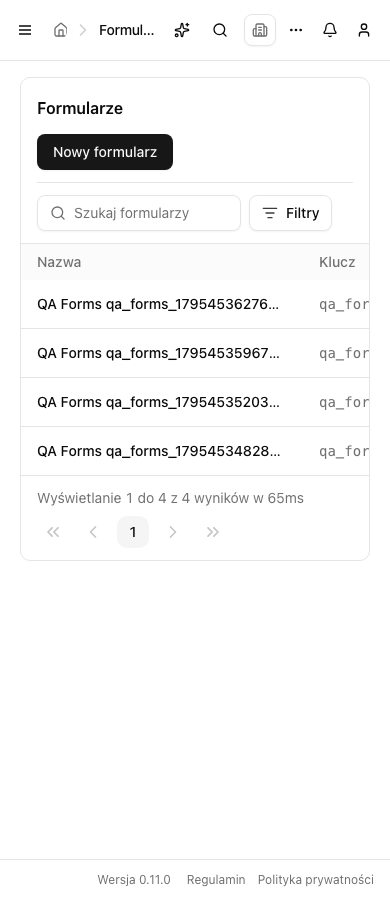 Formul...
Formularze
Nowy formularz
Szukaj formularzy
Filtry
Nazwa Klucz
QA Forms qa_forms_17954536276... qa_for
QA Forms qa_forms_17954535967... qa_for
QA Forms qa_forms_17954535203... qa_for
QA Forms qa_forms_17954534828... qa_for
Wyświetlanie 1 do 4 z 4 wyników w 65ms
1
Wersja 0.11.0 Regulamin Polityka prywatności